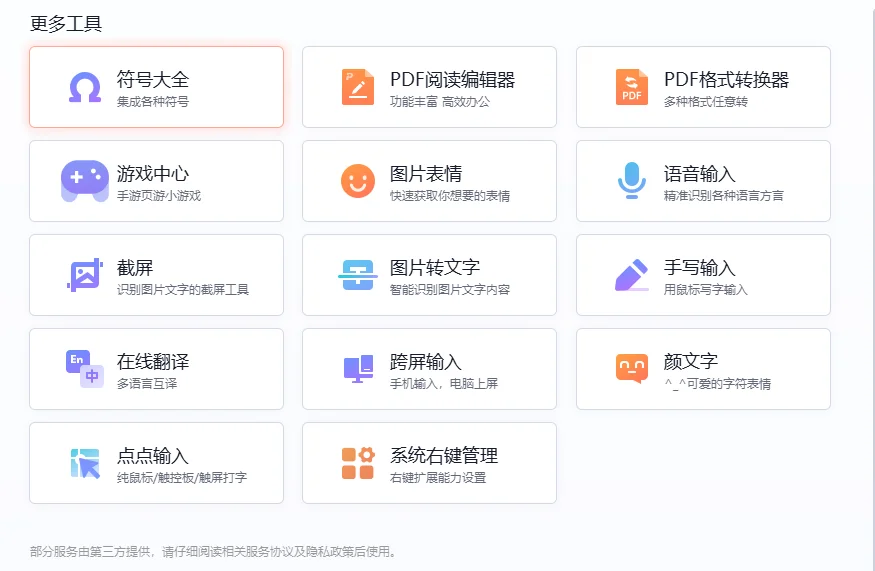 更多工具
符号大全
集成各种符号
PDF阅读编辑器
功能丰富 高效办公
PDF格式转换器
多种格式任意转
游戏中心
手游页游小游戏
图片表情
快速获取你想要的表情
语音输入
精准识别各种语言方言
截屏
识别图片文字的截屏工具
图片转文字
智能识别图片文字内容
手写输入
用鼠标写字输入
在线翻译
多语言互译
跨屏输入
手机输入，电脑上屏
颜文字
^_^可爱的字符表情
点点输入
纯鼠标/触控板/触屏打字
系统右键管理
右键扩展能力设置
部分服务由第三方提供，请仔细阅读相关服务协议及隐私政策后使用。
P
PDF
En
中